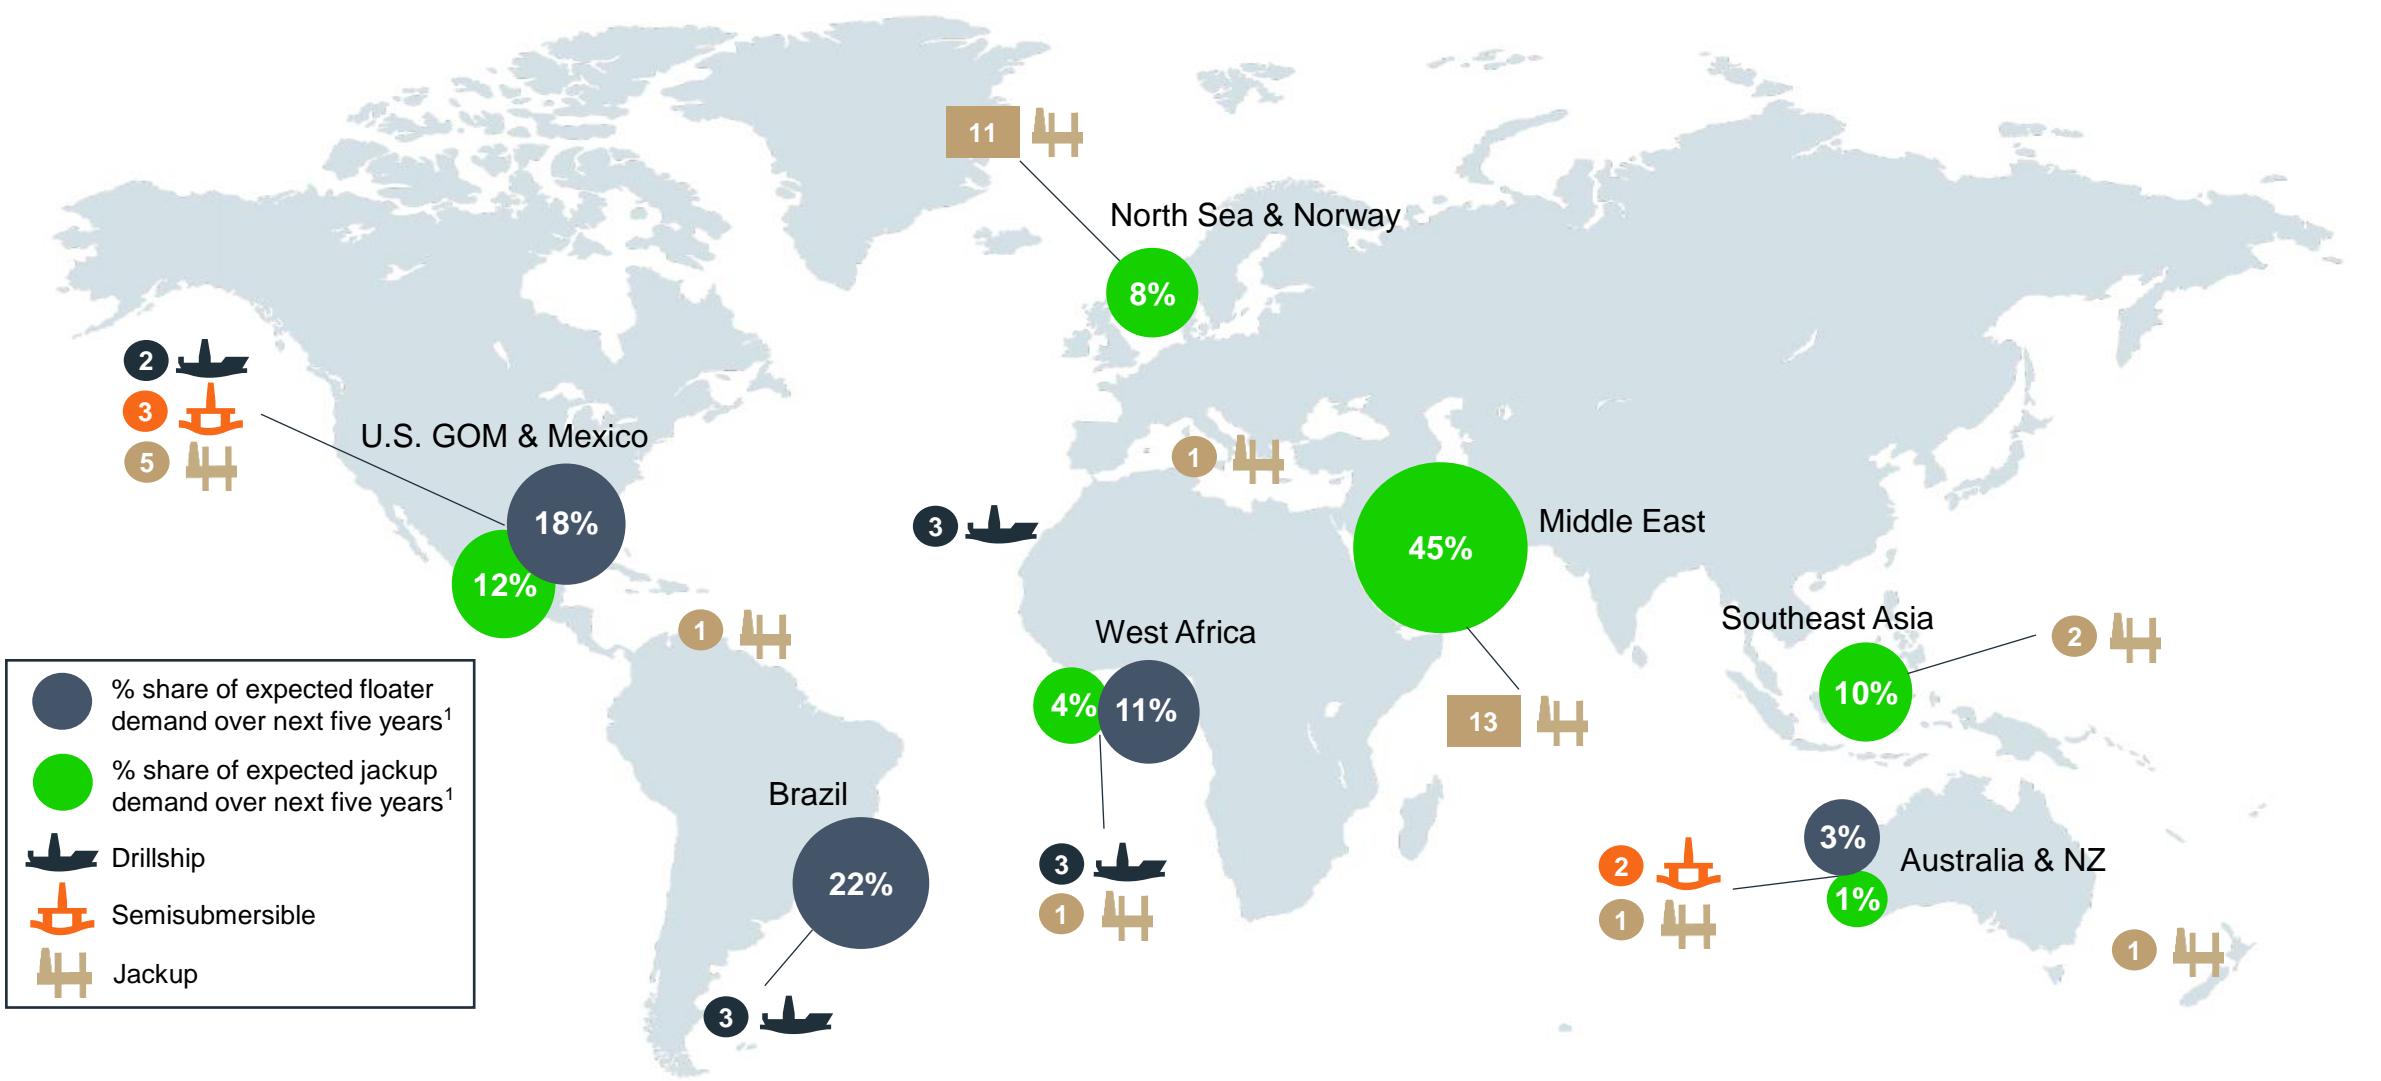 11
North Sea & Norway
8%
2
3
5
U.S. GOM & Mexico
18%
12%
1
3
45%
Middle East
1
West Africa
4%
11%
13
Southeast Asia
10%
2
% share of expected floater
demand over next five years¹
% share of expected jackup
demand over next five years¹
Drillship
Semisubmersible
Jackup
Brazil
22%
3
3
1
3%
Australia & NZ
1%
2
1
1